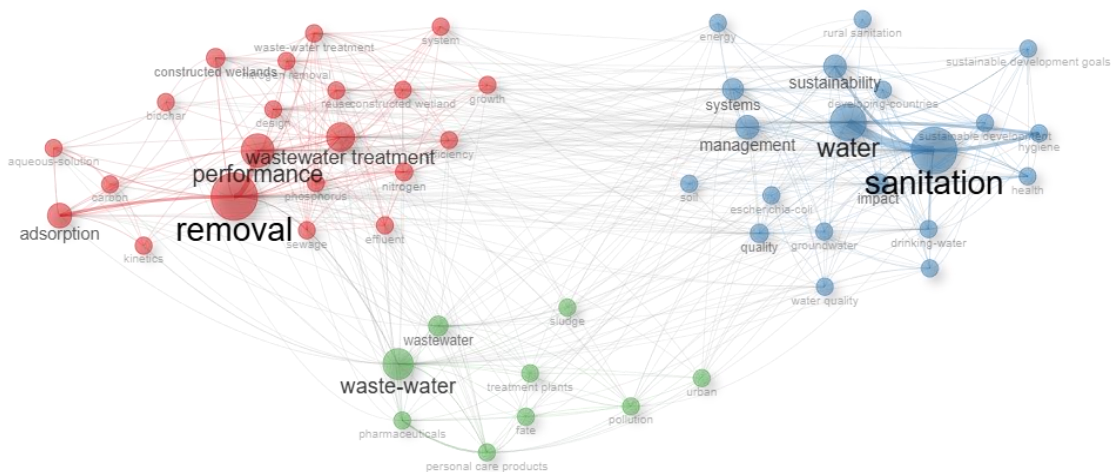 energy
rural sanitation
system
waste-water treatment
sustainable development goals
constructed wetlands
nitrogen removal
sustainability
growth
reuse
constructed wetland
systems
developing-countries
biochar
design
sustainable development
hygiene
management
water
wastewater treatment
aqueous-solution
performance
sanitation
carbon
phosphorus
nitrogen
soil
escherichia-coli
impact
health
adsorption
removal
sewage
effluent
quality
groundwater
drinking-water
kinetics
water quality
sludge
wastewater
waste-water
treatment plants
urban
pharmaceuticals
fate
pollution
personal care products